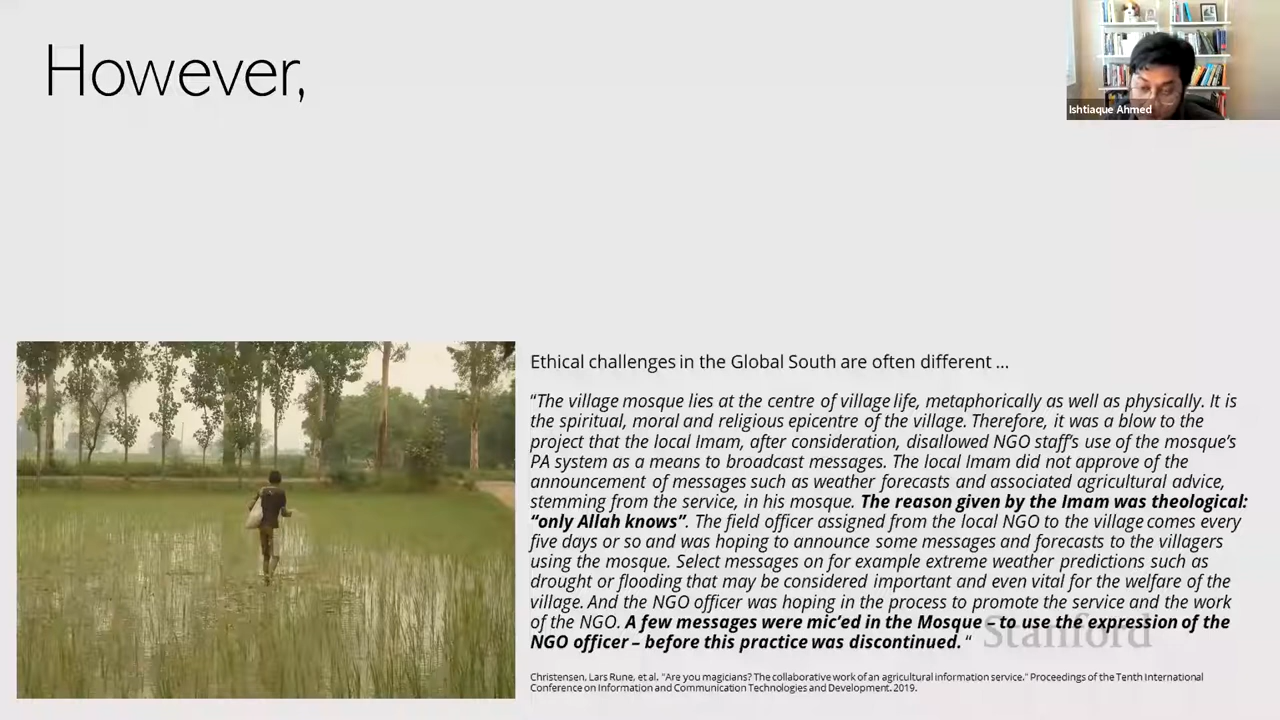 However,
Ishtiaque Ahmed
Ethical challenges in the Global South are often different ...
“The village mosque lies at the centre of village life, metaphorically as well as physically. It is
the spiritual, moral and religious epicentre of the village. Therefore, it was a blow to the
project that the local Imam, after consideration, disallowed NGO staff’s use of the mosque’s
PA system as a means to broadcast messages. The local Imam did not approve of the
announcement of messages such as weather forecasts and associated agricultural advice,
stemming from the service, in his mosque. The reason given by the Imam was theological:
“only Allah knows”. The field officer assigned from the local NGO to the village comes every
five days or so and was hoping to announce some messages and forecasts to the villagers
using the mosque. Select messages on for example extreme weather predictions such as
drought or flooding that may be considered important and even vital for the welfare of the
village. And the NGO officer was hoping in the process to promote the service and the work
of the NGO. A few messages were mic’ed in the Mosque – to use the expression of the
NGO officer – before this practice was discontinued. “
Stanford
Christensen, Lars Rune, et al. "Are you magicians? The collaborative work of an agricultural information service." Proceedings of the Tenth International
Conference on Information and Communication Technologies and Development. 2019.